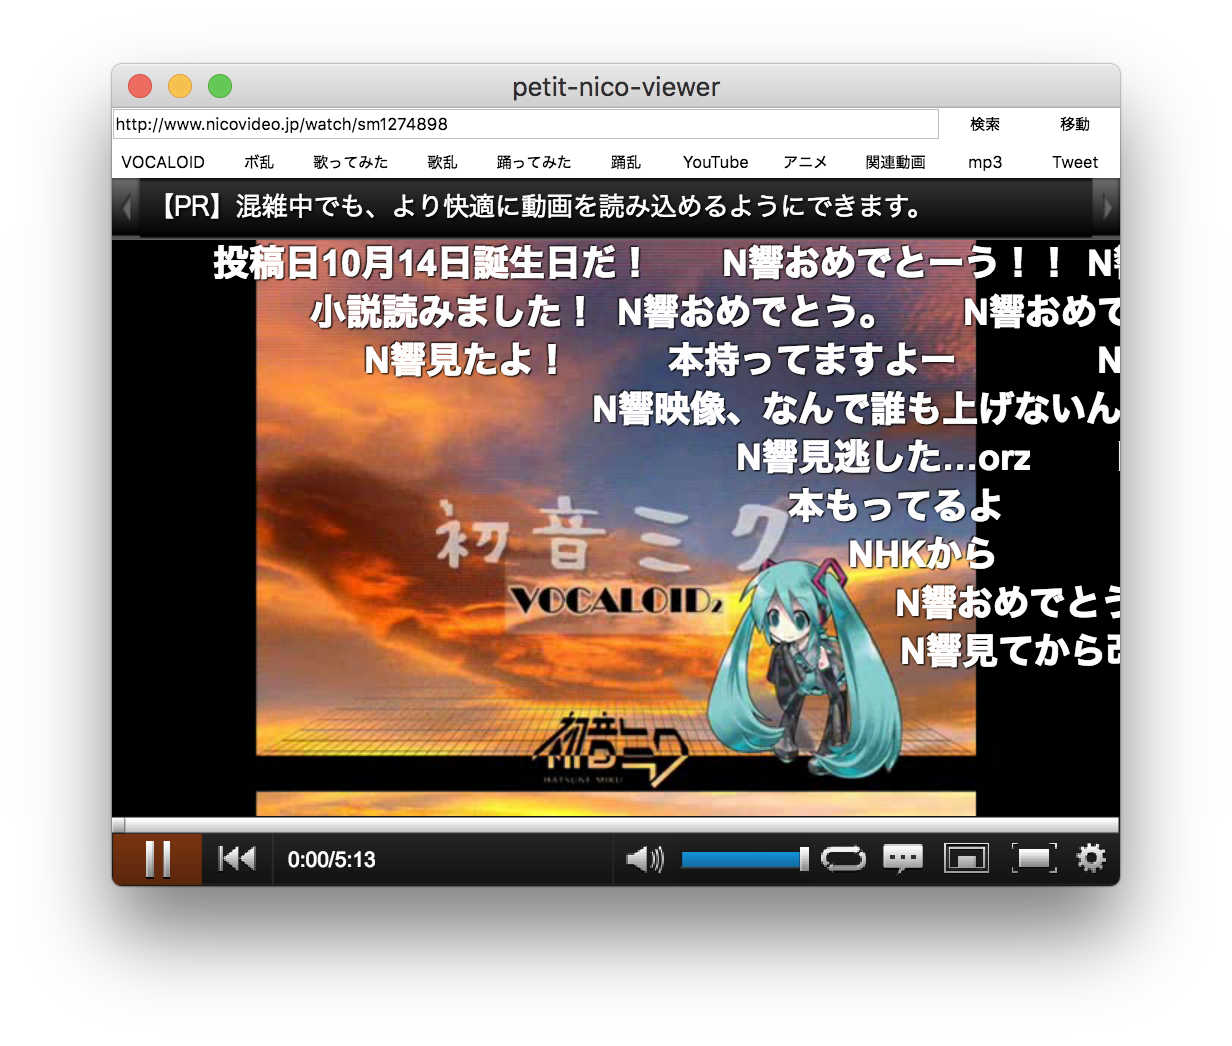 petit-nico-viewer
http://www.nicovideo.jp/watch/sm1274898 検索 移動
VOCALOID ボ乱 歌ってみた 歌乱 踊ってみた 踊乱 YouTube アニメ 関連動画 mp3 Tweet
【PR】混雑中でも、より快適に動画を読み込めるようにできます。
投稿日10月14日誕生日だ！ N響おめでとーう！！ N響
小説読みました！ N響おめでとう。 N響おめで
N響見たよ！ 本持ってますよー N
N響映像、なんで誰も上げないん
N響見逃した…orz
本もってるよ
初音ミク
NHKから
VOCALOID2
N響おめでとう
N響見てから
初音ミク
HATSUNE MIKU
0:00/5:13